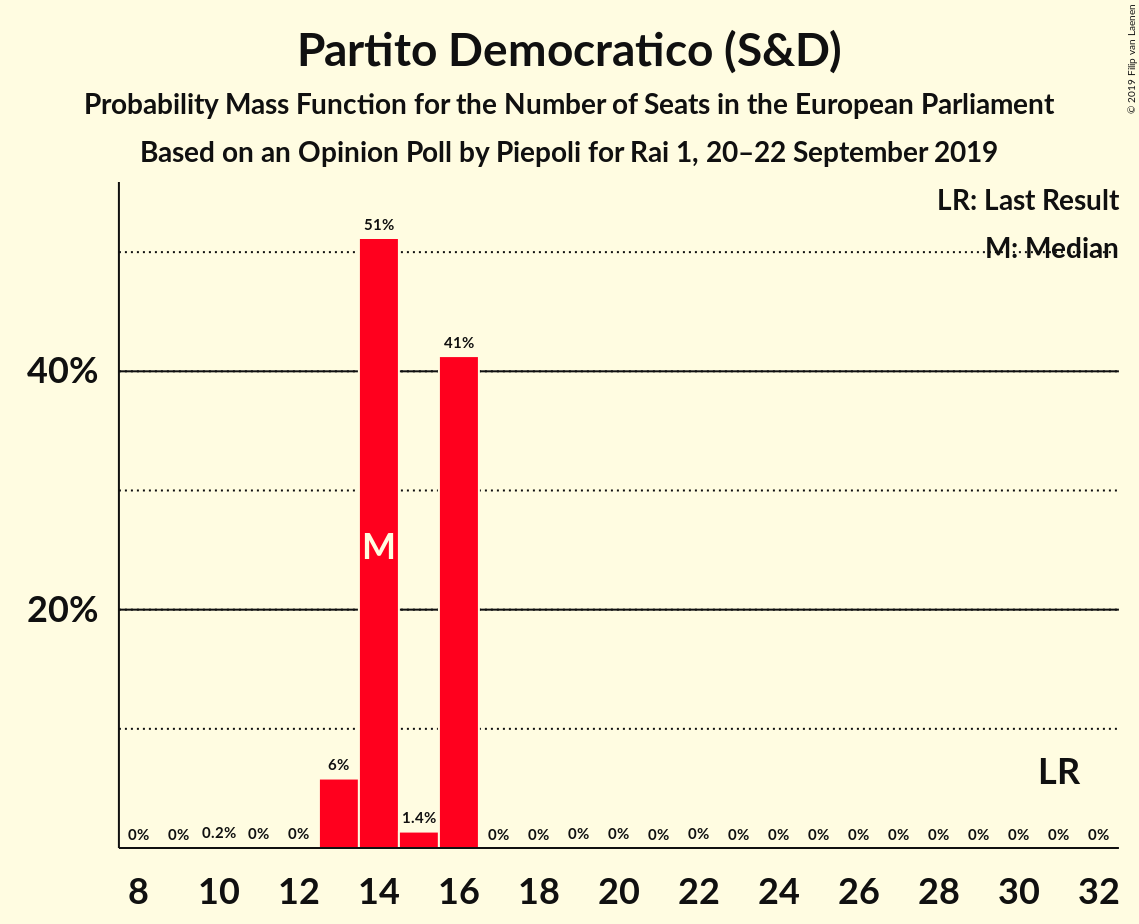 Partito Democratico (S&D)
Probability Mass Function for the Number of Seats in the European Parliament
Based on an Opinion Poll by Piepoli for Rai 1, 20–22 September 2019
© 2019 Filip van Laenen
LR: Last Result
M: Median
51%
41%
40%
M
20%
LR
6%
1.4%
0% 0% 0.2% 0% 0% 0% 0% 0% 0% 0% 0% 0% 0% 0% 0% 0% 0% 0% 0% 0% 0%
8 10 12 14 16 18 20 22 24 26 28 30 32